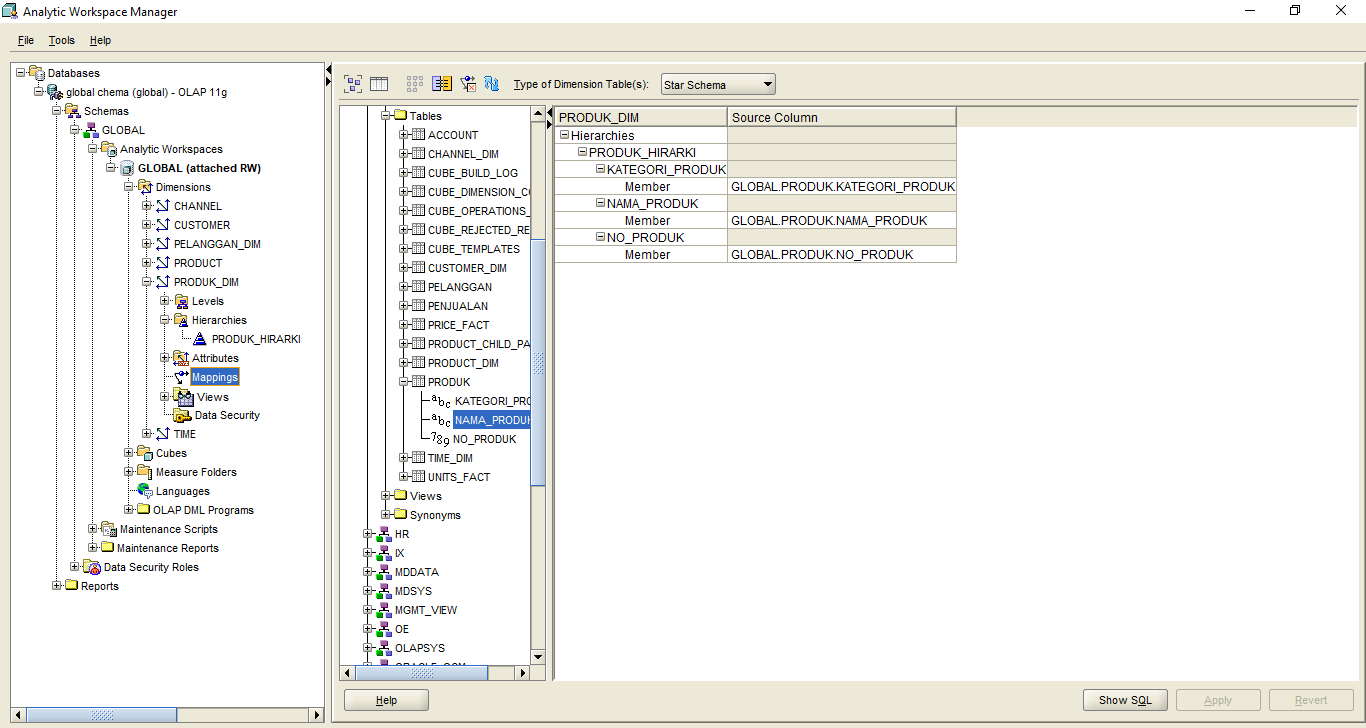 Analytic Workspace Manager
File Tools Help
Databases
global chema (global) - OLAP 11g
Schemas
GLOBAL
Analytic Workspaces
GLOBAL (attached RW)
Dimensions
CHANNEL
CUSTOMER
PELANGGAN_DIM
PRODUCT
PRODUK_DIM
Levels
Hierarchies
PRODUK_HIRARKI
Attributes
Mappings
Views
Data Security
TIME
Cubes
Measure Folders
Languages
OLAP DML Programs
Maintenance Scripts
Maintenance Reports
Data Security Roles
Reports
Type of Dimension Table(s): Star Schema
Tables
ACCOUNT
CHANNEL_DIM
CUBE_BUILD_LOG
CUBE_DIMENSION_CO
CUBE_OPERATIONS_
CUBE_REJECTED_RE
CUBE_TEMPLATES
CUSTOMER_DIM
PELANGGAN
PENJUALAN
PRICE_FACT
PRODUCT_CHILD_PA
PRODUCT_DIM
PRODUK
abc KATEGORI_PRO
abc NAMA_PRODUK
789 NO_PRODUK
TIME_DIM
UNITS_FACT
Views
Synonyms
HR
IX
MDDATA
MDSYS
MGMT_VIEW
OE
OLAPSYS
PRODUK_DIM Source Column
Hierarchies
PRODUK_HIRARKI
KATEGORI_PRODUK
Member GLOBAL.PRODUK.KATEGORI_PRODUK
NAMA_PRODUK
Member GLOBAL.PRODUK.NAMA_PRODUK
NO_PRODUK
Member GLOBAL.PRODUK.NO_PRODUK
Help Show SQL Apply Revert